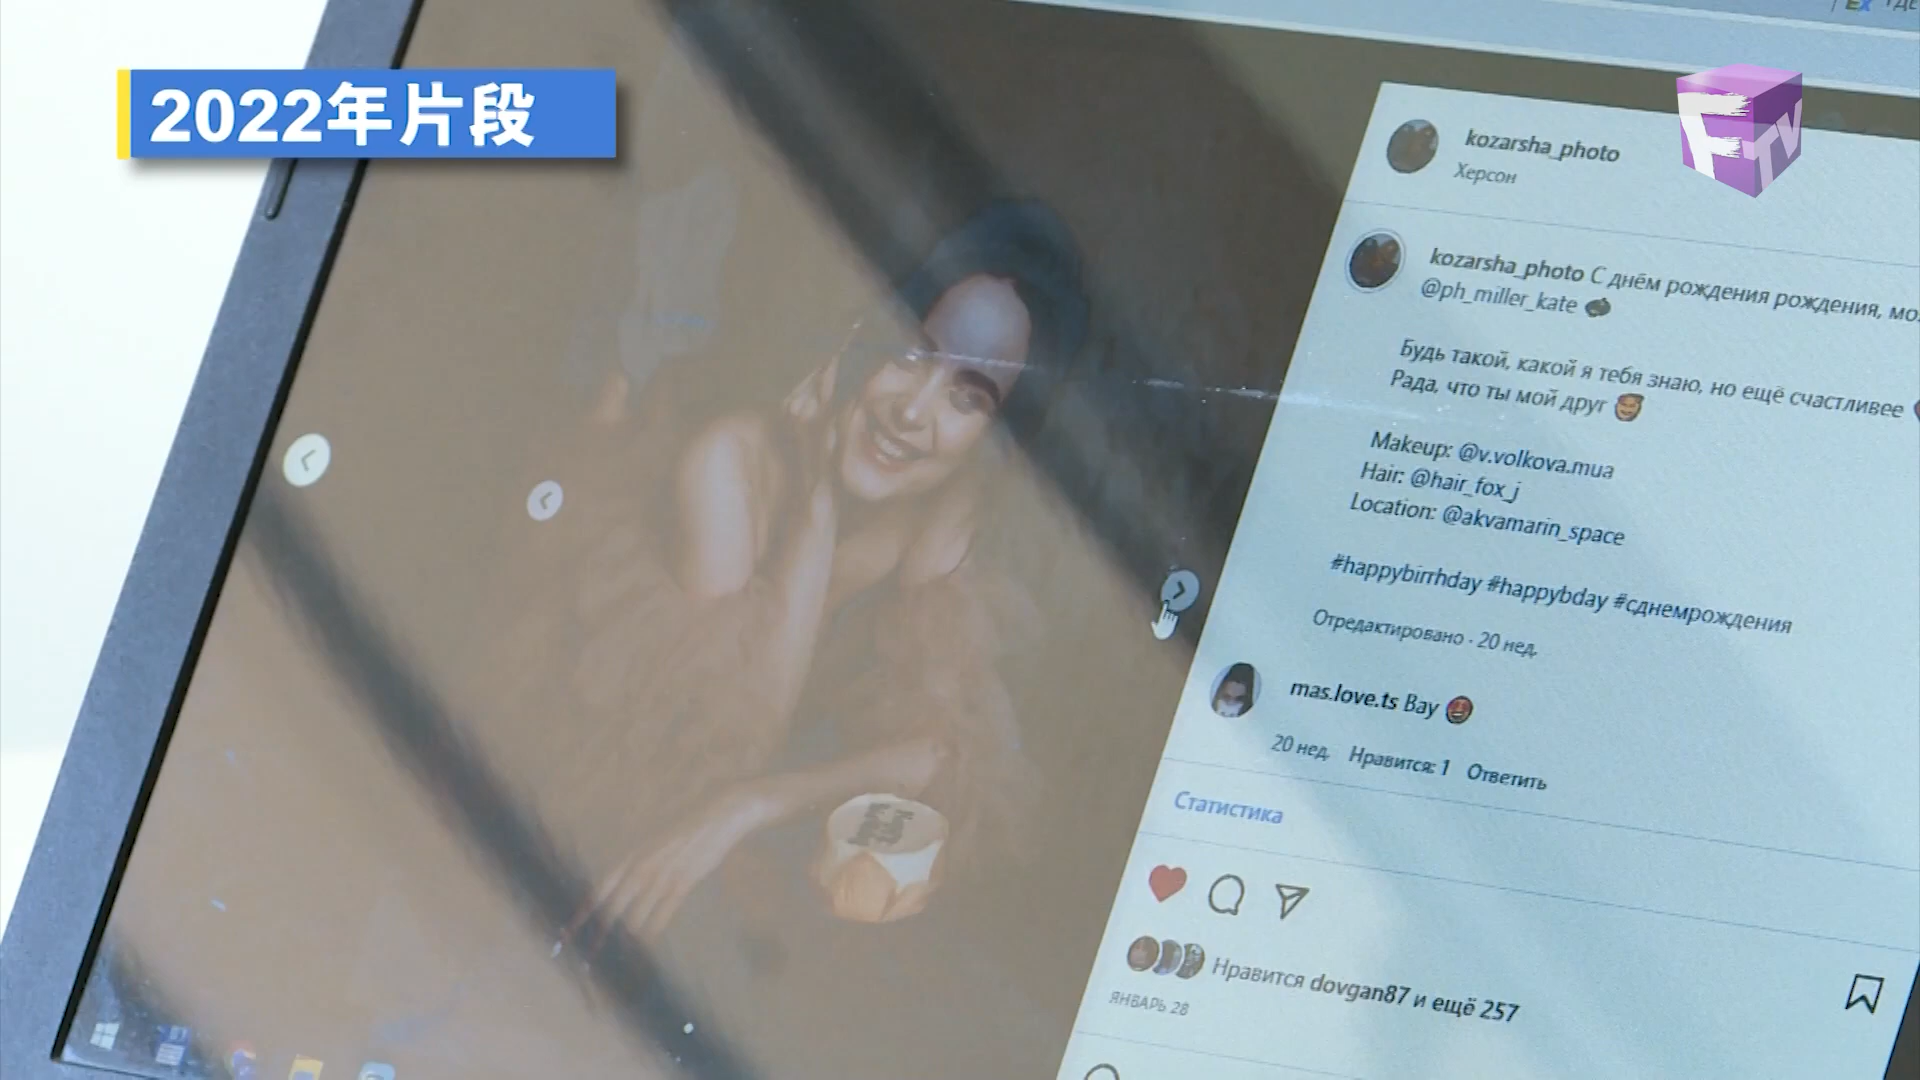 2022年片段
FTV
kozarsha_photo
Херсон
kozarsha_photo С днём рождения рождения,
@ph_miller_kate
Будь такой, какой я тебя знаю, но ещё счастливее
Рада, что ты мой друг
Makeup: @v.volkova.mua
Hair: @hair_fox_j
Location: @akvamarin_space
#happybirrhday #happybday #сднемрождения
Отредактировано · 20 нед.
mas.love.ts Вау
20 нед. Нравится: 1 Ответить
Статистика
Нравится dovgan87 и ещё 257
ЯНВАРЬ 28